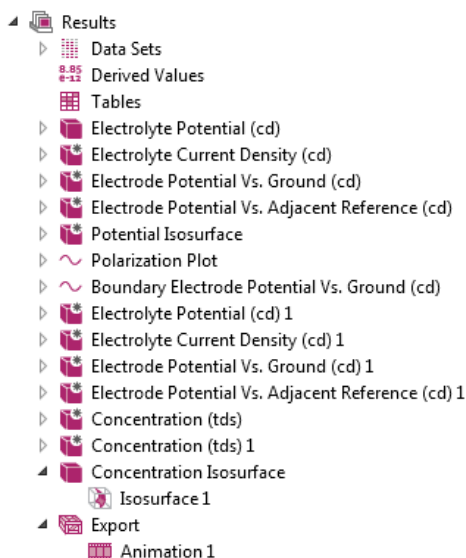 Results
Data Sets
8.85
e-12 Derived Values
Tables
Electrolyte Potential (cd)
Electrolyte Current Density (cd)
Electrode Potential Vs. Ground (cd)
Electrode Potential Vs. Adjacent Reference (cd)
Potential Isosurface
Polarization Plot
Boundary Electrode Potential Vs. Ground (cd)
Electrolyte Potential (cd) 1
Electrolyte Current Density (cd) 1
Electrode Potential Vs. Ground (cd) 1
Electrode Potential Vs. Adjacent Reference (cd) 1
Concentration (tds)
Concentration (tds) 1
Concentration Isosurface
Isosurface 1
Export
Animation 1